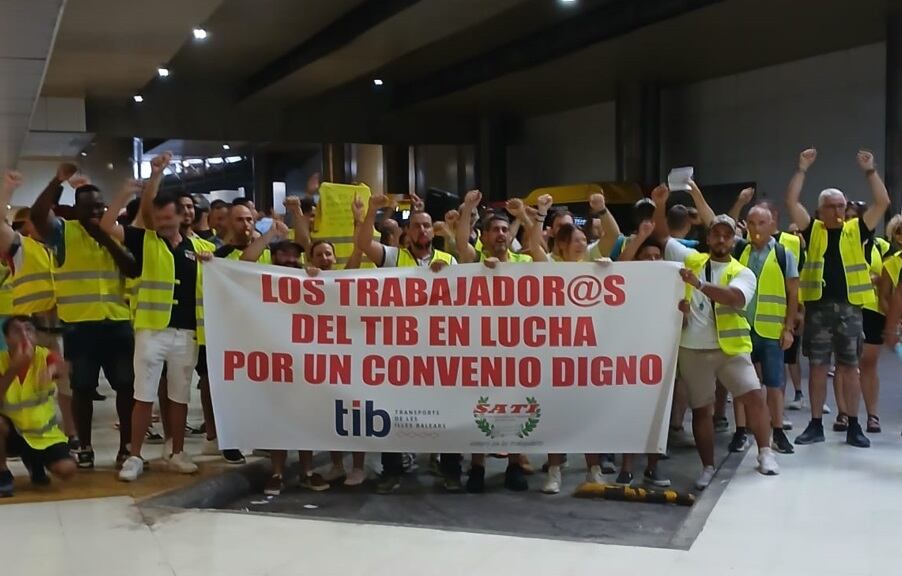 LOS TRABAJADOR@S
DEL TIB EN LUCHA
POR UN CONVENIO DIGNO
tib
TRANSPORTS
DE LES
ILLES BALEARS
SATI